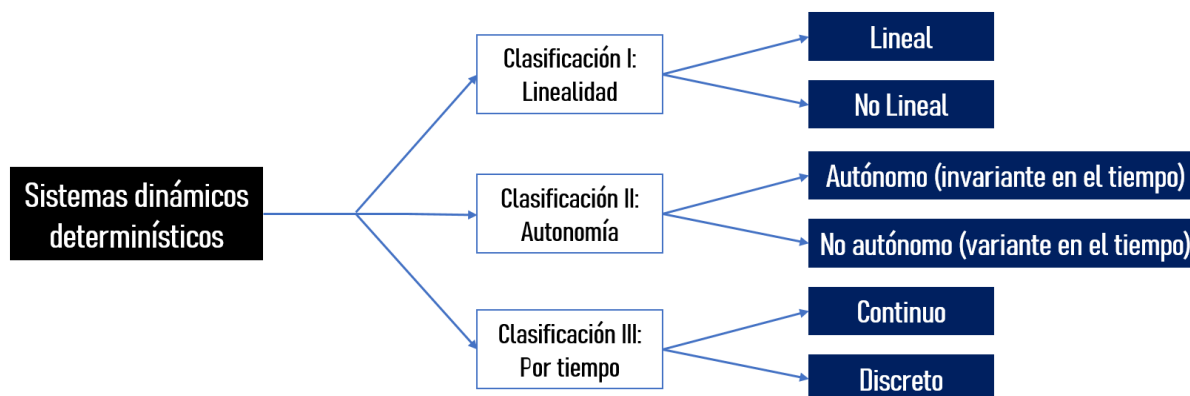 Sistemas dinámicos
determinísticos
Clasificación I:
Linealidad
Lineal
No Lineal
Clasificación II:
Autonomía
Autónomo (invariante en el tiempo)
No autónomo (variante en el tiempo)
Clasificación III:
Por tiempo
Continuo
Discreto